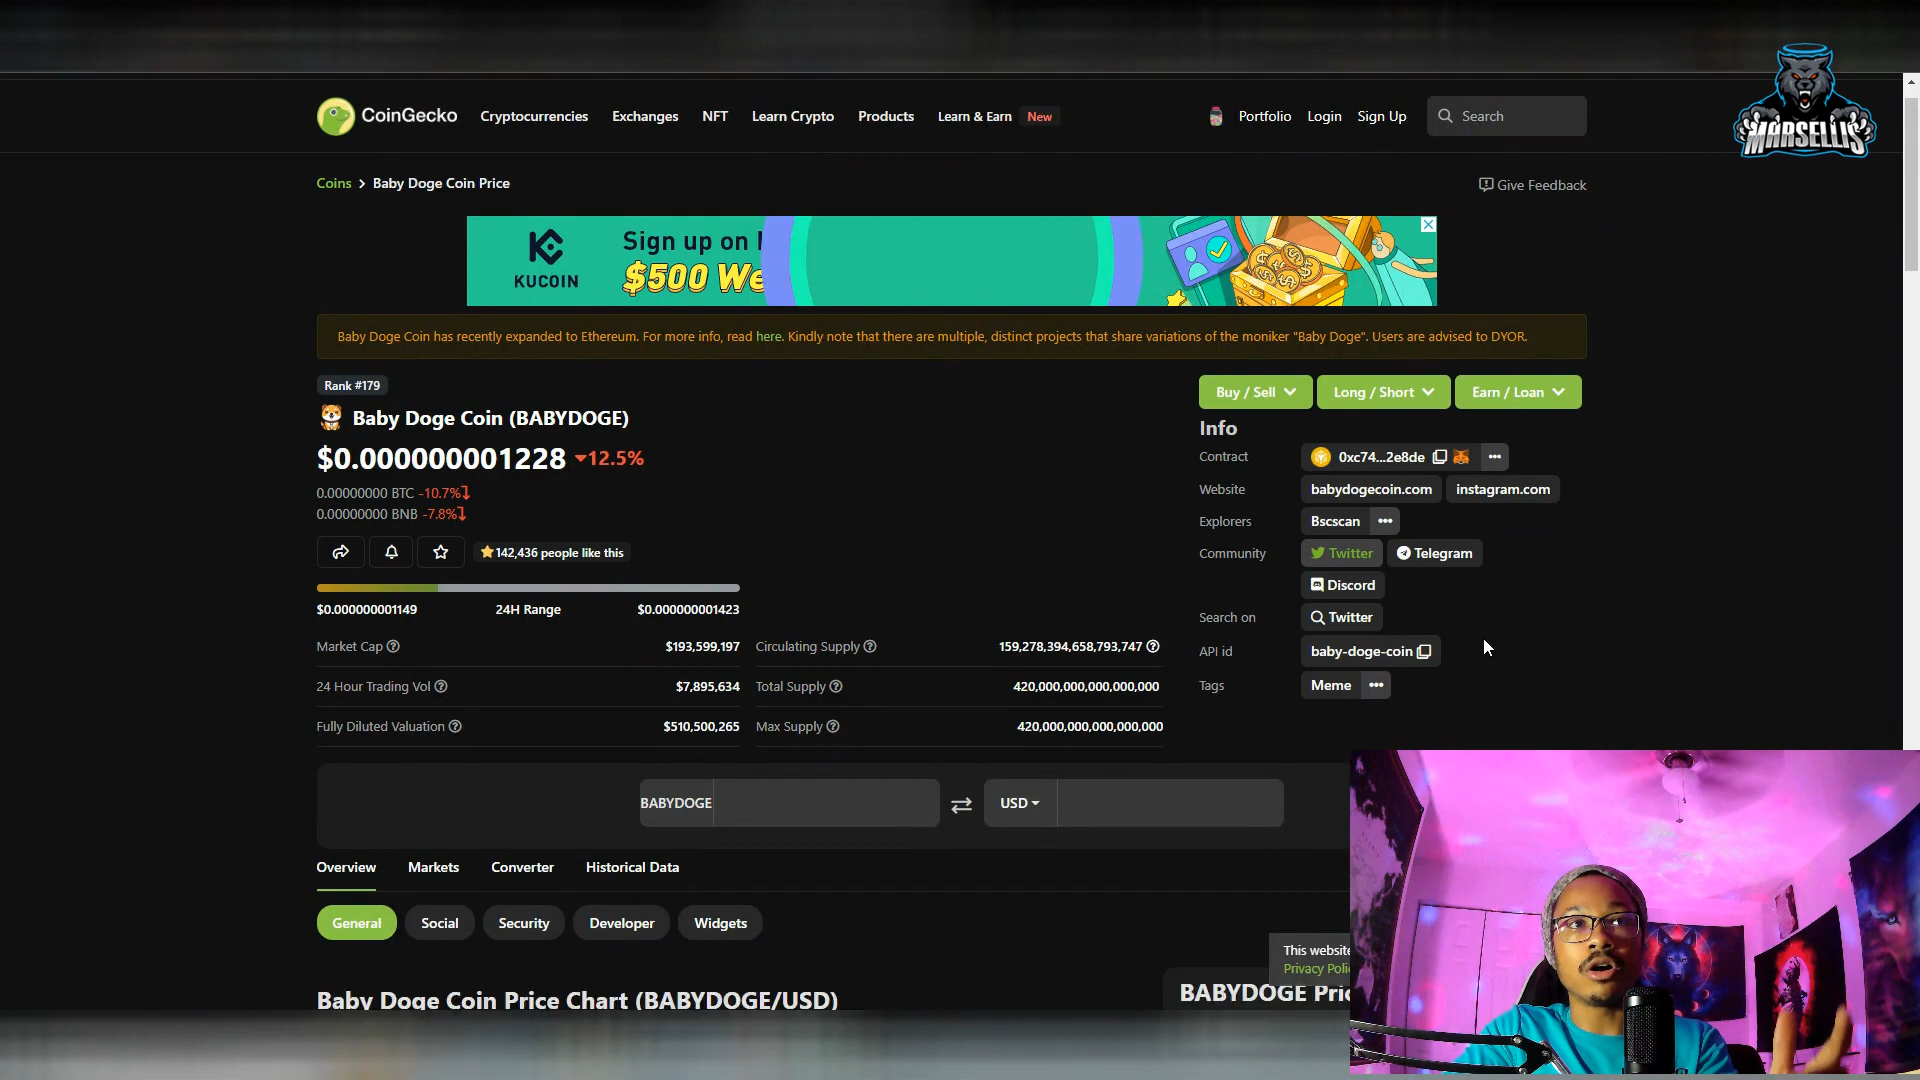 CoinGecko Cryptocurrencies Exchanges NFT Learn Crypto Products Learn & Earn New Portfolio Login Sign Up Search
MARSELLIS
Coins > Baby Doge Coin Price
Give Feedback
KUCOIN
Sign up on
$500 We
Baby Doge Coin has recently expanded to Ethereum. For more info, read here. Kindly note that there are multiple, distinct projects that share variations of the moniker "Baby Doge". Users are advised to DYOR.
Rank #179
Baby Doge Coin (BABYDOGE)
$0.000000001228 12.5%
0.00000000 BTC -10.7%
0.00000000 BNB -7.8%
142,436 people like this
$0.000000001149 24H Range $0.000000001423
Market Cap $193,599,197
24 Hour Trading Vol $7,895,634
Fully Diluted Valuation $510,500,265
Circulating Supply 159,278,394,658,793,747
Total Supply 420,000,000,000,000,000
Max Supply 420,000,000,000,000,000
Buy / Sell Long / Short Earn / Loan
Info
Contract 0xc74...2e8de
Website babydogecoin.com instagram.com
Explorers Bscscan
Community Twitter Telegram
Discord
Search on Twitter
API id baby-doge-coin
Tags Meme
BABYDOGE USD
Overview Markets Converter Historical Data
General Social Security Developer Widgets
This website
Privacy Poli
Baby Doge Coin Price Chart (BABYDOGE/USD)
BABYDOGE Pric